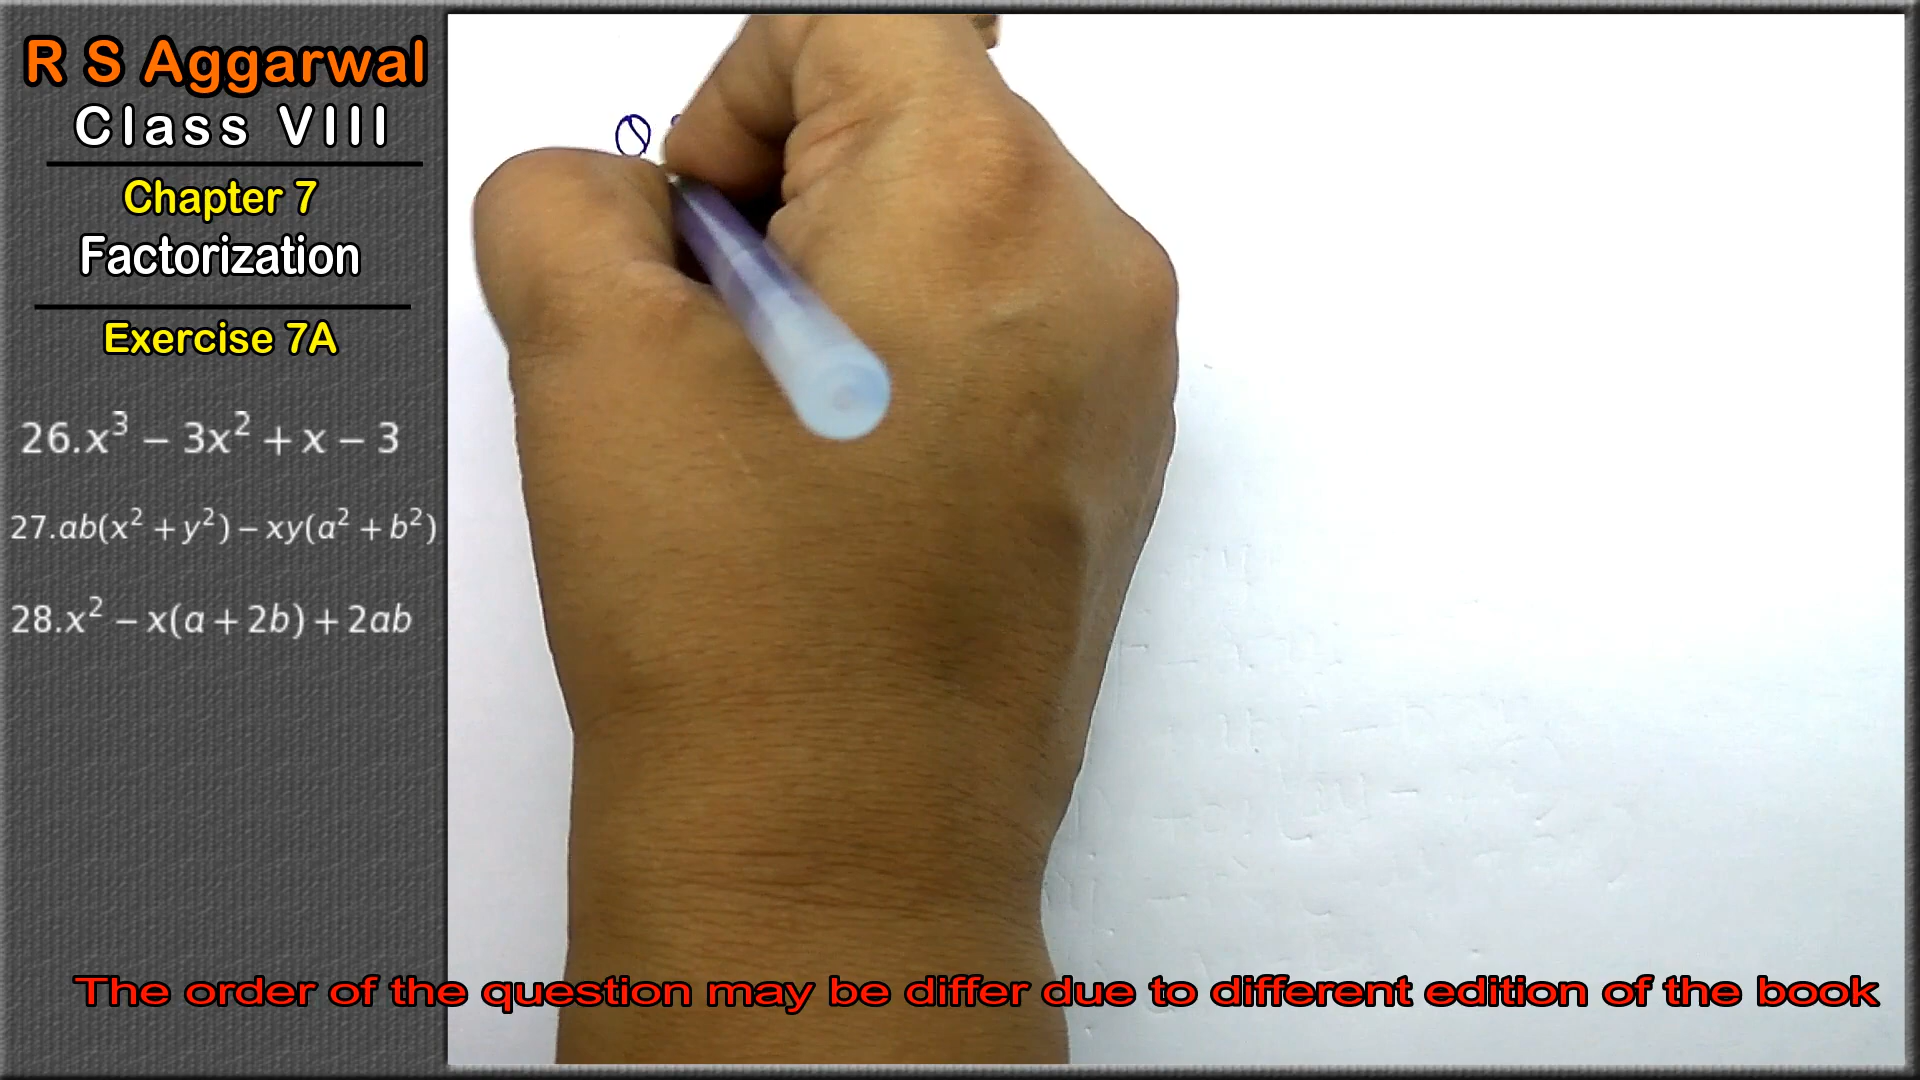 R S Aggarwal
Class VIII
Chapter 7
Factorization
Exercise 7A
26.x³ − 3x² + x − 3
27.ab(x² + y²) − xy(a² + b²)
28.x² − x(a + 2b) + 2ab
The order of the question may be differ due to different edition of the book